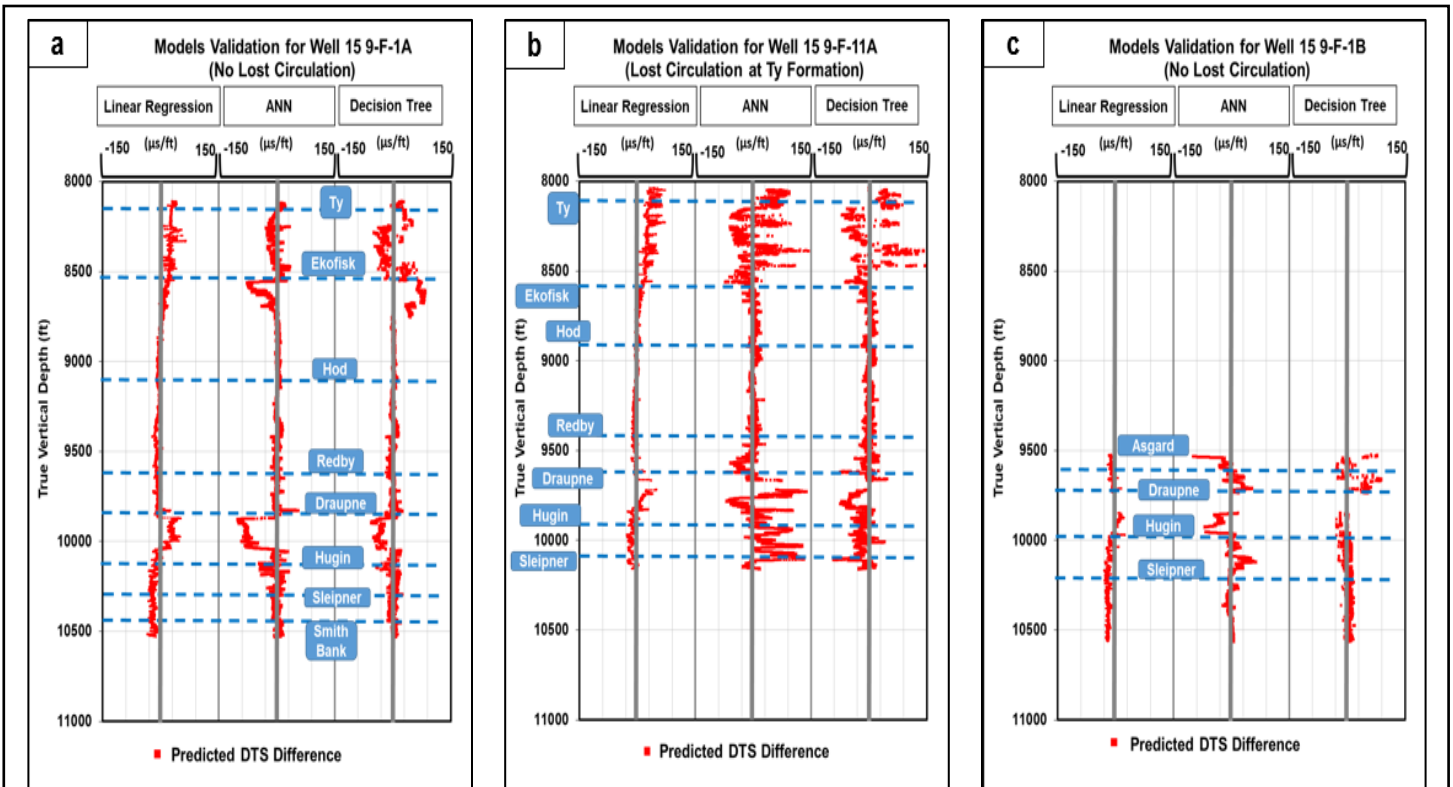 a
Models Validation for Well 15 9-F-1A
(No Lost Circulation)
Linear Regression ANN Decision Tree
-150 (µs/ft) 150 -150 (µs/ft) 150 -150 (µs/ft) 150
True Vertical Depth (ft)
8000
8500
9000
9500
10000
10500
11000
Ty
Ekofisk
Hod
Redby
Draupne
Hugin
Sleipner
Smith
Bank
Predicted DTS Difference
b
Models Validation for Well 15 9-F-11A
(Lost Circulation at Ty Formation)
Linear Regression ANN Decision Tree
-150 (µs/ft) 150 -150 (µs/ft) 150 -150 (µs/ft) 150
True Vertical Depth (ft)
8000
8500
9000
9500
10000
10500
11000
Ty
Ekofisk
Hod
Redby
Draupne
Hugin
Sleipner
Predicted DTS Difference
c
Models Validation for Well 15 9-F-1B
(No Lost Circulation)
Linear Regression ANN Decision Tree
-150 (µs/ft) 150 -150 (µs/ft) 150 -150 (µs/ft) 150
True Vertical Depth (ft)
8000
8500
9000
9500
10000
10500
11000
Asgard
Draupne
Hugin
Sleipner
Predicted DTS Difference